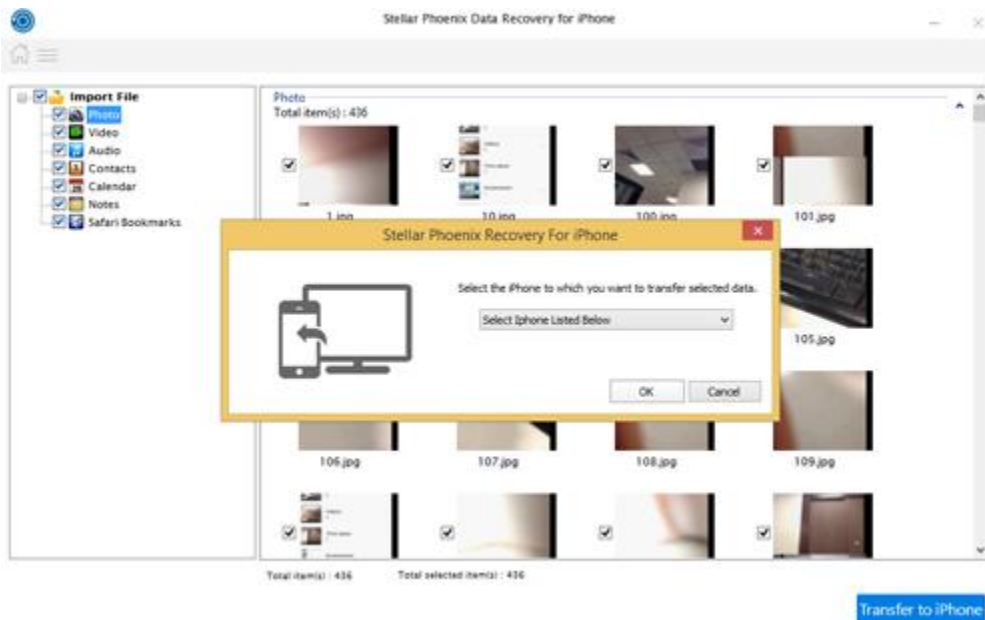 Stellar Phoenix Data Recovery for iPhone
Import File
Photo
Video
Audio
Contacts
Calendar
Notes
Safari Bookmarks
Photo
Total item(s) : 436
1.jpg
10.jpg
100.jpg
101.jpg
Stellar Phoenix Recovery For iPhone
Select the iPhone to which you want to transfer selected data.
Select Iphone Listed Below
OK
Cancel
105.jpg
106.jpg
107.jpg
108.jpg
109.jpg
Total item(s) : 436
Total selected item(s) : 436
Transfer to iPhone